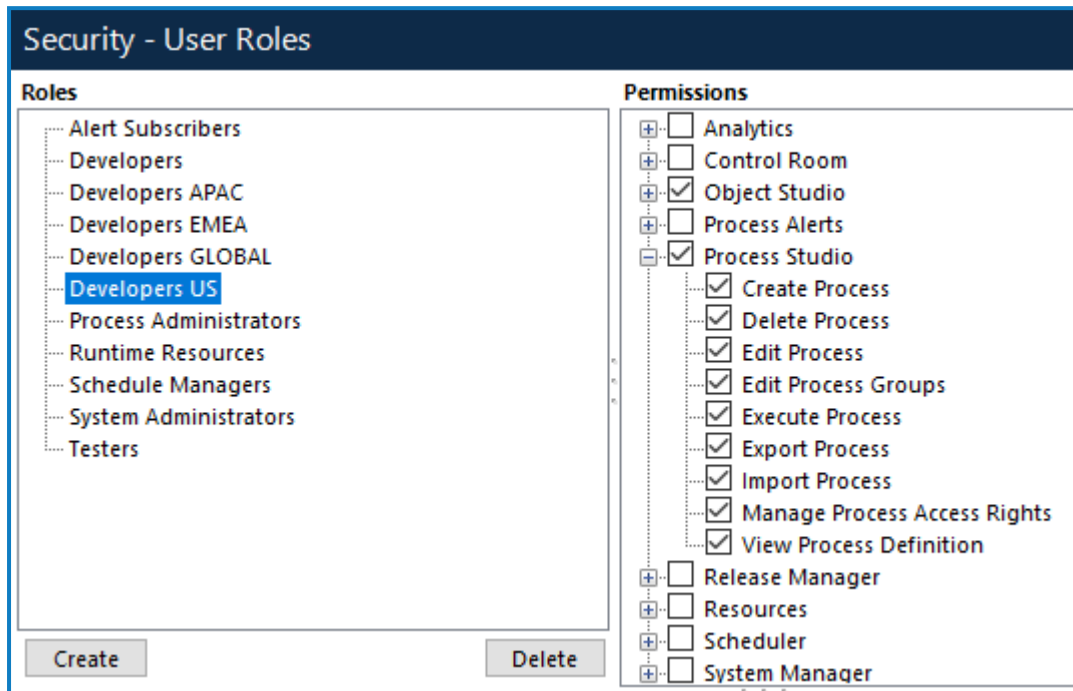 Security - User Roles
Roles
Alert Subscribers
Developers
Developers APAC
Developers EMEA
Developers GLOBAL
Developers US
Process Administrators
Runtime Resources
Schedule Managers
System Administrators
Testers
Create
Delete
Permissions
Analytics
Control Room
Object Studio
Process Alerts
Process Studio
Create Process
Delete Process
Edit Process
Edit Process Groups
Execute Process
Export Process
Import Process
Manage Process Access Rights
View Process Definition
Release Manager
Resources
Scheduler
System Manager